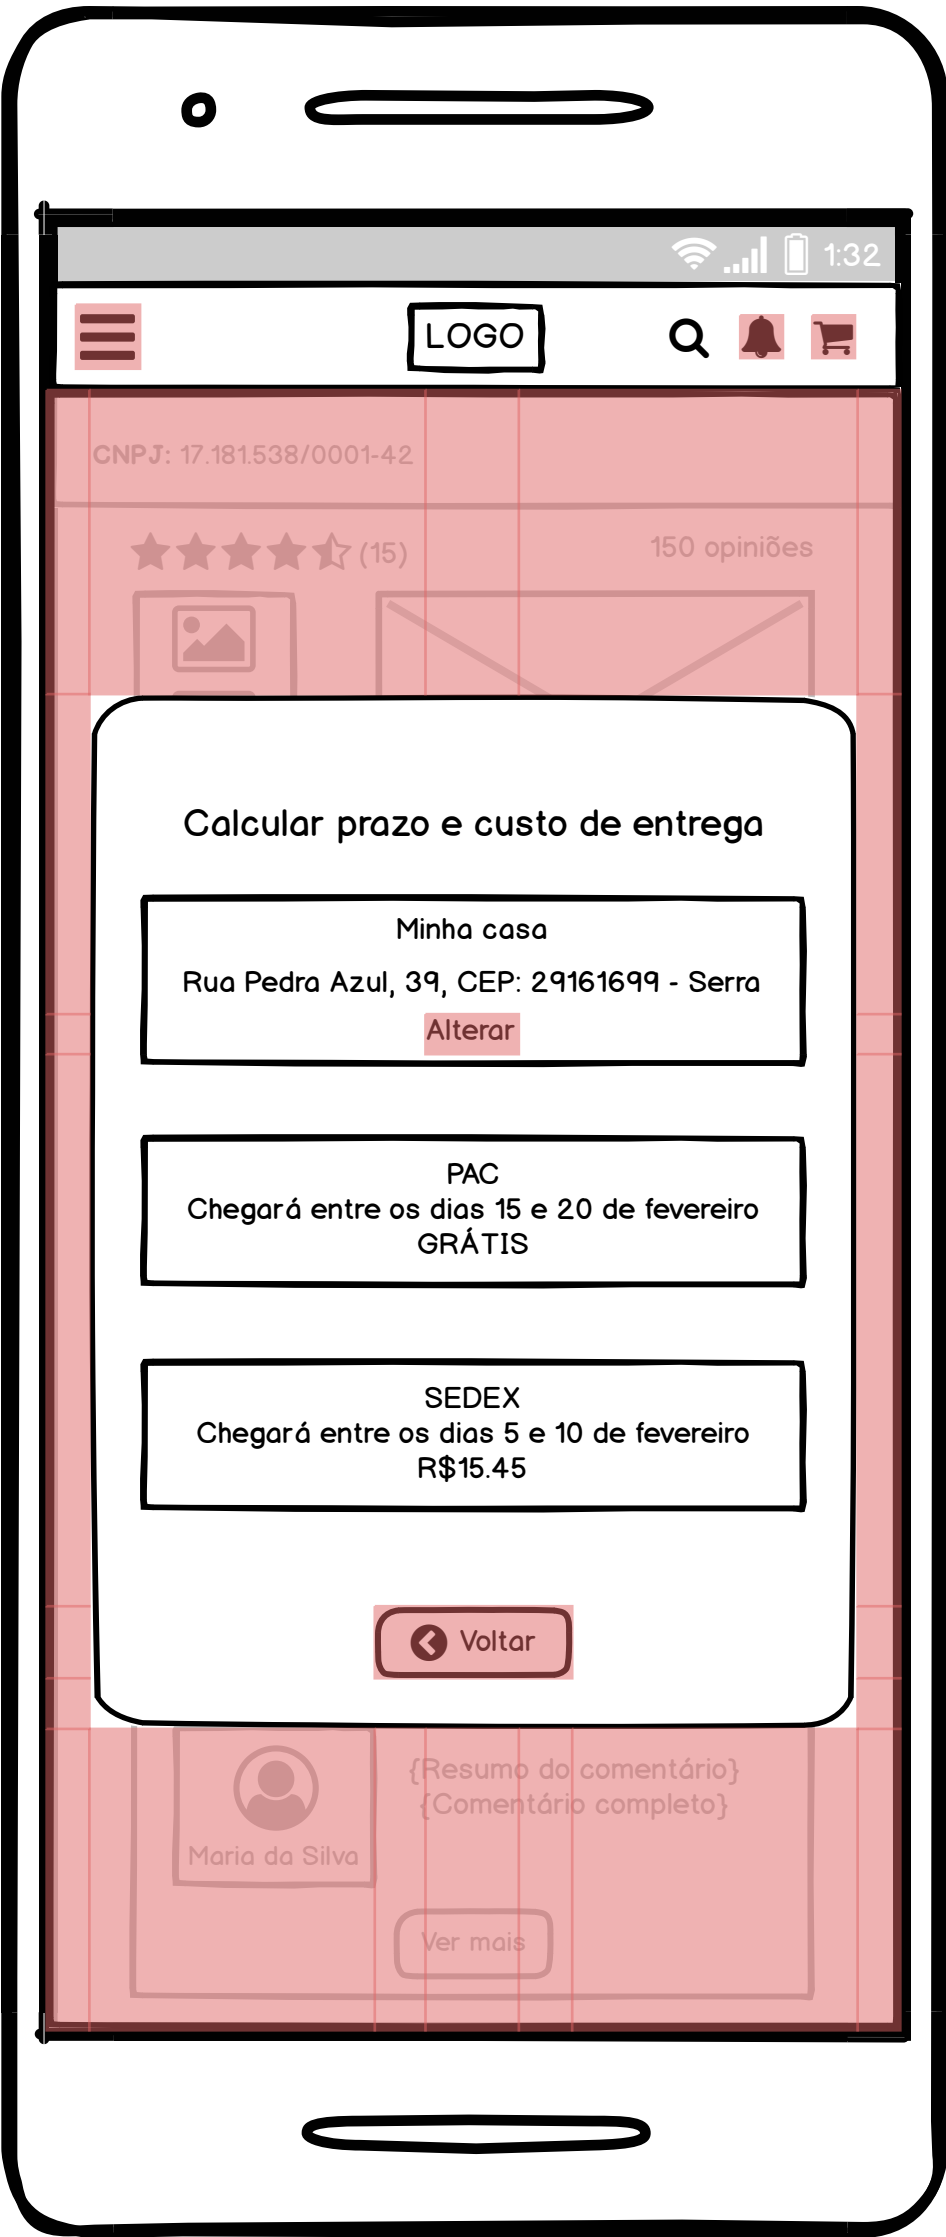 1:32
LOGO
CNPJ: 17.181.538/0001-42
(15) 150 opiniões
Calcular prazo e custo de entrega
Minha casa
Rua Pedra Azul, 39, CEP: 29161699 - Serra
Alterar
PAC
Chegará entre os dias 15 e 20 de fevereiro
GRÁTIS
SEDEX
Chegará entre os dias 5 e 10 de fevereiro
R$15.45
Voltar
{Resumo do comentário}
{Comentário completo}
Maria da Silva
Ver mais